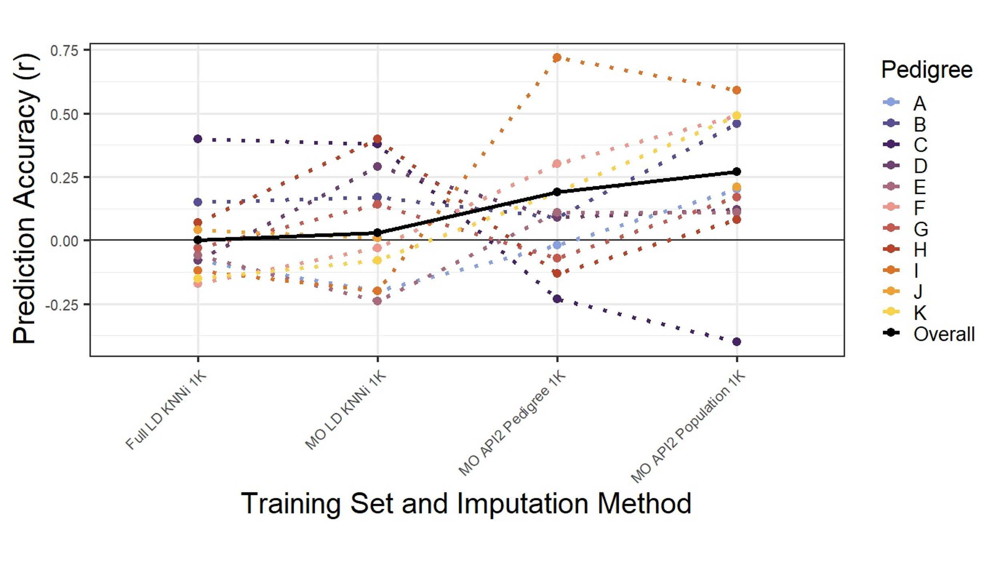 Prediction Accuracy (r)
0.75
0.50
0.25
0.00
-0.25
Full LD KNNi 1K
MO LD KNNi 1K
MO API2 Pedigree 1K
MO API2 Population 1K
Training Set and Imputation Method
Pedigree
A
B
C
D
E
F
G
H
I
J
K
Overall